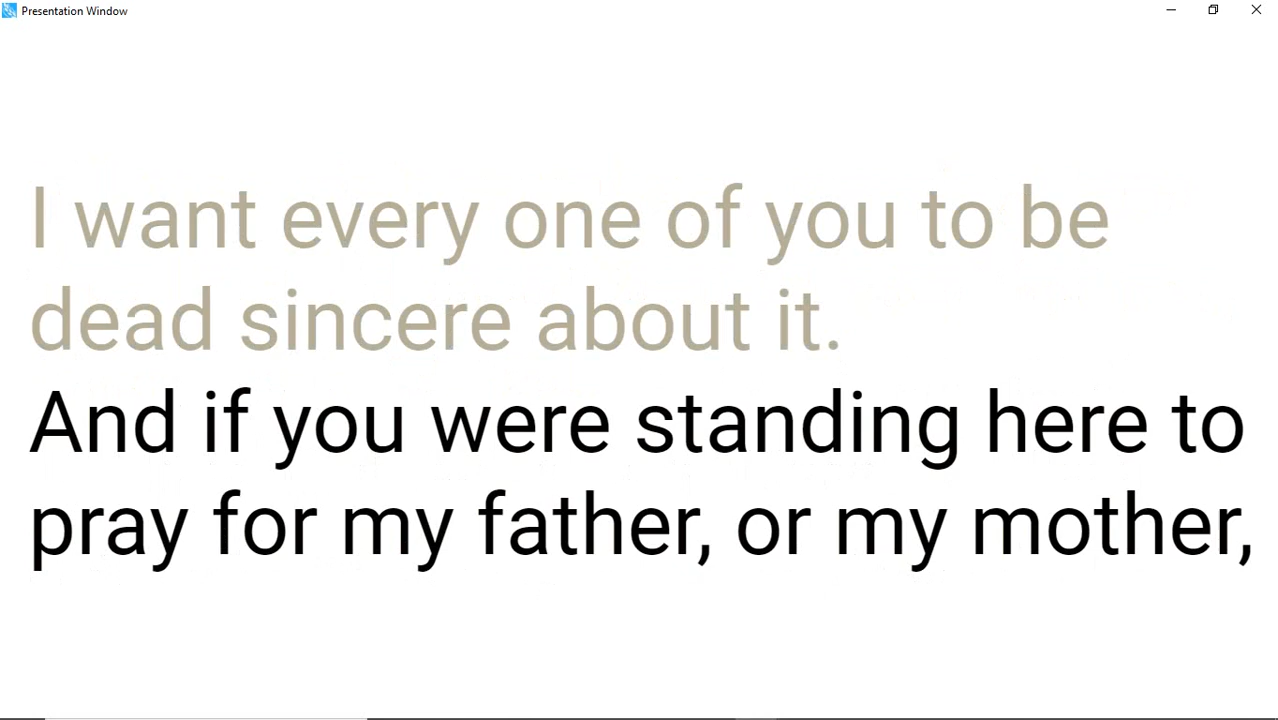 Presentation Window
I want every one of you to be
dead sincere about it.
And if you were standing here to
pray for my father, or my mother,